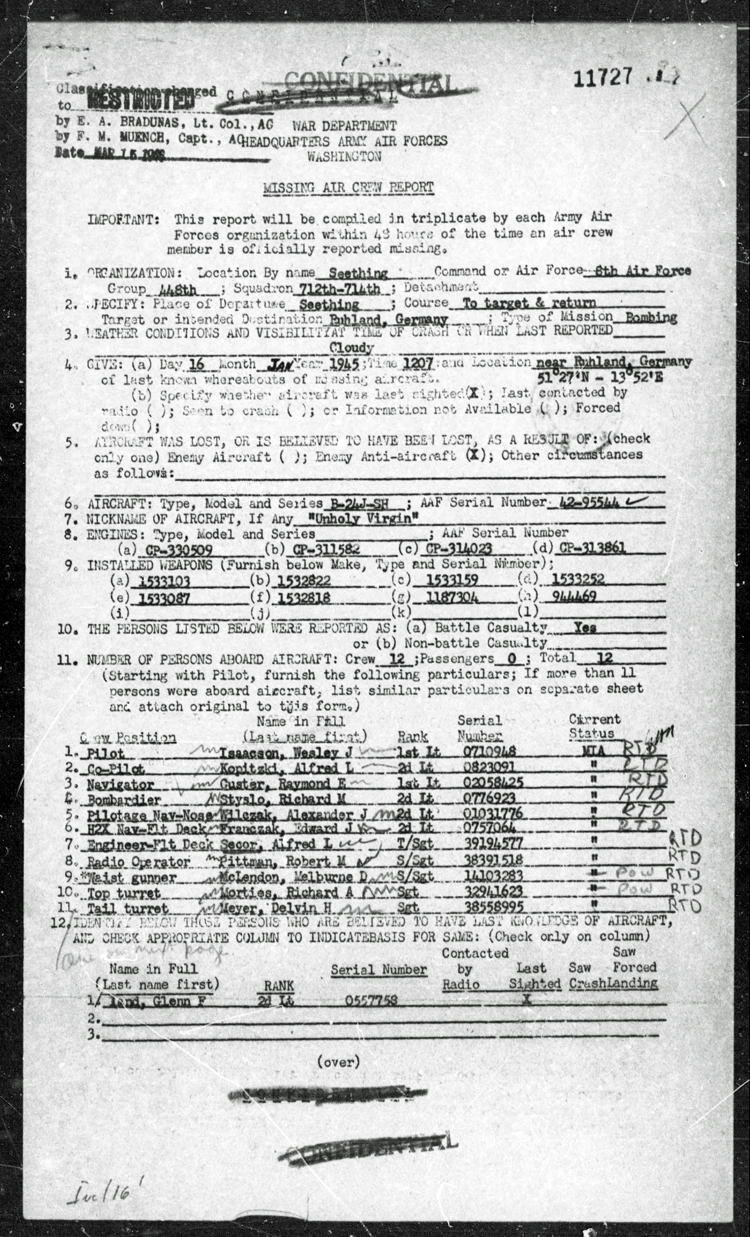 CONFIDENTIAL
11727
Classification changed
to RESTRICTED CONFIDENTIAL
by E. A. BRADUNAS, Lt. Col., AC WAR DEPARTMENT
by F. M. MUENCH, Capt., AC HEADQUARTERS ARMY AIR FORCES
Date MAR 15 WASHINGTON
MISSING AIR CREW REPORT
IMPORTANT: This report will be compiled in triplicate by each Army Air
Forces organization within 48 hours of the time an air crew
member is officially reported missing.
1. ORGANIZATION: Location By name Seething Command or Air Force 8th Air Force
Group 448th ; Squadron 712th-714th ; Detachment
2. SPECIFY: Place of Departure Seething ; Course To target & return
Target or intended Destination Ruhland, Germany ; Type of Mission Bombing
3. WEATHER CONDITIONS AND VISIBILITY AT TIME OF CRASH OR WHEN LAST REPORTED
Cloudy
4. GIVE: (a) Day 16 Month JAN Year 1945; Time 1207; and Location near Ruhland, Germany
of last known whereabouts of missing aircraft. 51°27'N - 13°52'E
(b) Specify whether aircraft was last sighted (X); last contacted by
radio ( ); Seen to crash ( ); or Information not Available ( ); Forced
down( );
5. AIRCRAFT WAS LOST, OR IS BELIEVED TO HAVE BEEN LOST, AS A RESULT OF: (check
only one) Enemy Aircraft ( ); Enemy Anti-aircraft (X); Other circumstances
as follows:
6. AIRCRAFT: Type, Model and Series B-24J-SH ; AAF Serial Number 42-95544 ✓
7. NICKNAME OF AIRCRAFT, If Any "Unholy Virgin"
8. ENGINES: Type, Model and Series ; AAF Serial Number
(a) CP-330509 (b) CP-311582 (c) CP-314023 (d) CP-313861
9. INSTALLED WEAPONS (Furnish below Make, Type and Serial Number);
(a) 1533103 (b) 1532822 (c) 1533159 (d) 1533252
(e) 1533087 (f) 1532818 (g) 1187304 (h) 944469
(i) (j) (k) (l)
10. THE PERSONS LISTED BELOW WERE REPORTED AS: (a) Battle Casualty Yes
or (b) Non-battle Casualty
11. NUMBER OF PERSONS ABOARD AIRCRAFT: Crew 12 ;Passengers 0 ; Total 12
(Starting with Pilot, furnish the following particulars; If more than 11
persons were aboard aircraft, list similar particulars on separate sheet
and attach original to this form.)
Name in Full Serial Current
Crew Position (Last name first) Rank Number Status
1. Pilot Isaacson, Wesley J 1st Lt 0710948 MIA RTD
2. Co-Pilot Kopitzki, Alfred L 2d Lt 0823091 " RTD
3. Navigator Guster, Raymond E 1st Lt 02058425 " RTD
4. Bombardier Styslo, Richard M 2d Lt 0776923 " RTD
5. Pilotage Nav-Nose Wilczak, Alexander J 2d Lt 01031776 " RTD
6. H2X Nav-Flt Deck Franczak, Edward J 2d Lt 0757064 " RTD
7. Engineer-Flt Deck Secor, Alfred L T/Sgt 39194577 " RTD
8. Radio Operator Pittman, Robert M S/Sgt 38391518 " RTD
9. *Waist gunner McLendon, Melburne D S/Sgt 14103283 " POW RTD
10. Top turret Morties, Richard A Sgt 32941623 " POW RTD
11. Tail turret Meyer, Delvin H Sgt 38558995 " RTD
12. IDENTIFY BELOW THOSE PERSONS WHO ARE BELIEVED TO HAVE LAST KNOWLEDGE OF AIRCRAFT,
AND CHECK APPROPRIATE COLUMN TO INDICATE BASIS FOR SAME: (Check only on column)
One on next page
Contacted Saw
Name in Full by Last Saw Forced
(Last name first) RANK Serial Number Radio Sighted Crash Landing
1. land, Glenn F 2d Lt 0557758 X
2.
3.
(over)
CONFIDENTIAL
CONFIDENTIAL